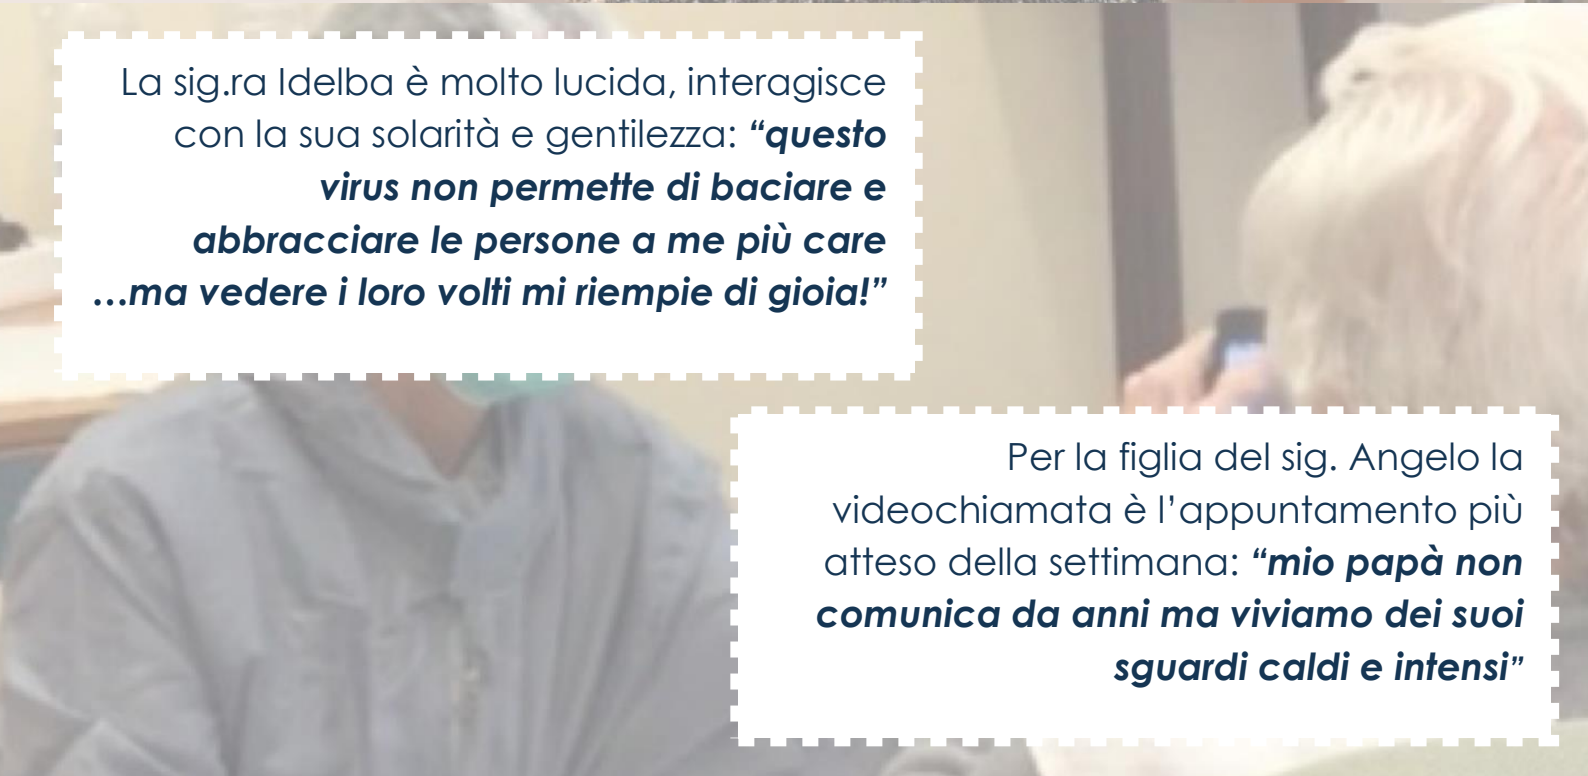 La sig.ra Idelba è molto lucida, interagisce
con la sua solarità e gentilezza: “questo
virus non permette di baciare e
abbracciare le persone a me più care
…ma vedere i loro volti mi riempie di gioia!”
Per la figlia del sig. Angelo la
videochiamata è l’appuntamento più
atteso della settimana: “mio papà non
comunica da anni ma viviamo dei suoi
sguardi caldi e intensi”